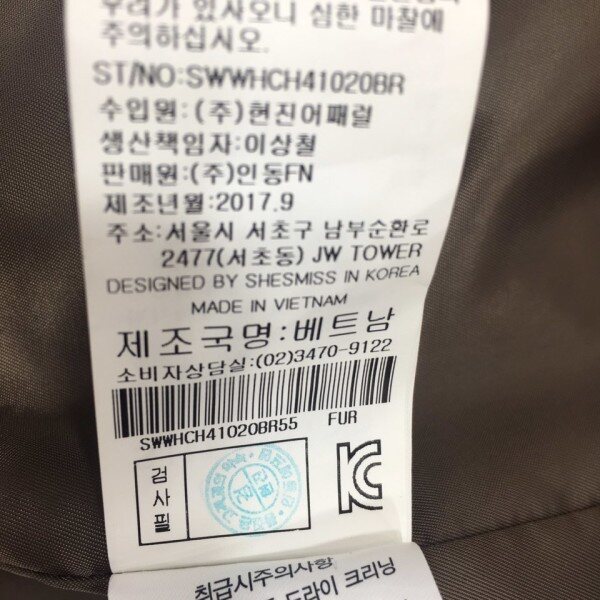 우려가 있사오니 심한 마찰에
주의하십시오.
ST/NO:SWWHCH41020BR
수입원:(주)현진어패럴
생산책임자:이상철
판매원:(주)인동FN
제조년월:2017.9
주소:서울시 서초구 남부순환로
2477(서초동) JW TOWER
DESIGNED BY SHESMISS IN KOREA
MADE IN VIETNAM
제조국명:베트남
소비자상담실:(02)3470-9122
SWWHCH41020BR55 FUR
검사필
KC
취급시주의사항
드라이 크리닝